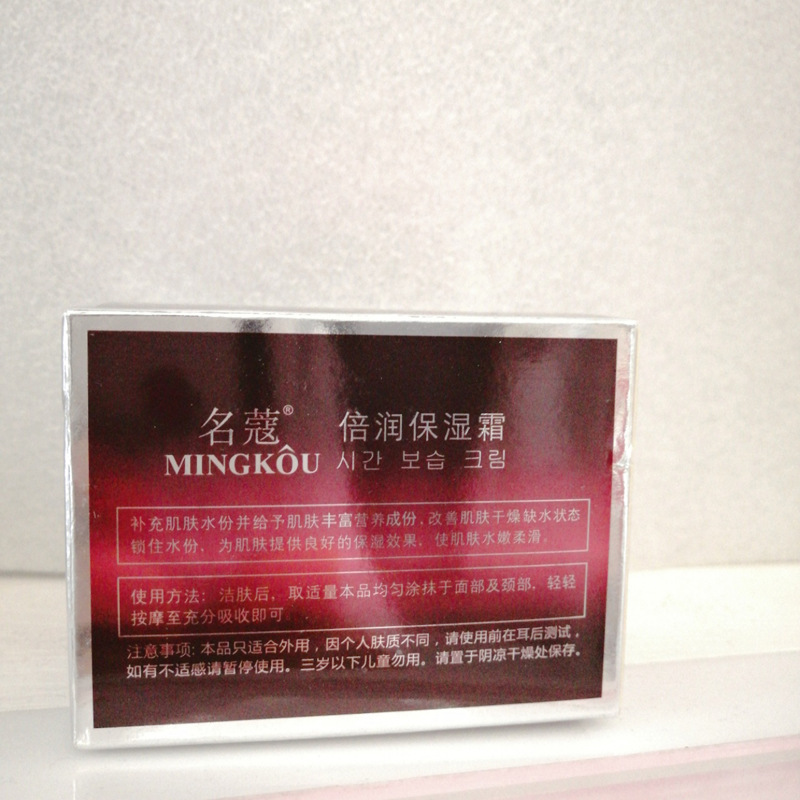 名蔻® 倍润保湿霜
MINGKÔU 시간 보습 크림
补充肌肤水份并给予肌肤丰富营养成份,改善肌肤干燥缺水状态
锁住水份、为肌肤提供良好的保湿效果,使肌肤水嫩柔滑。
使用方法:洁肤后,取适量本品均匀涂抹于面部及颈部,轻轻
按摩至充分吸收即可
注意事项:本品只适合外用,因个人肤质不同,请使用前在耳后测试,
如有不适感请暂停使用。三岁以下儿童勿用。请置于阴凉干燥处保存。